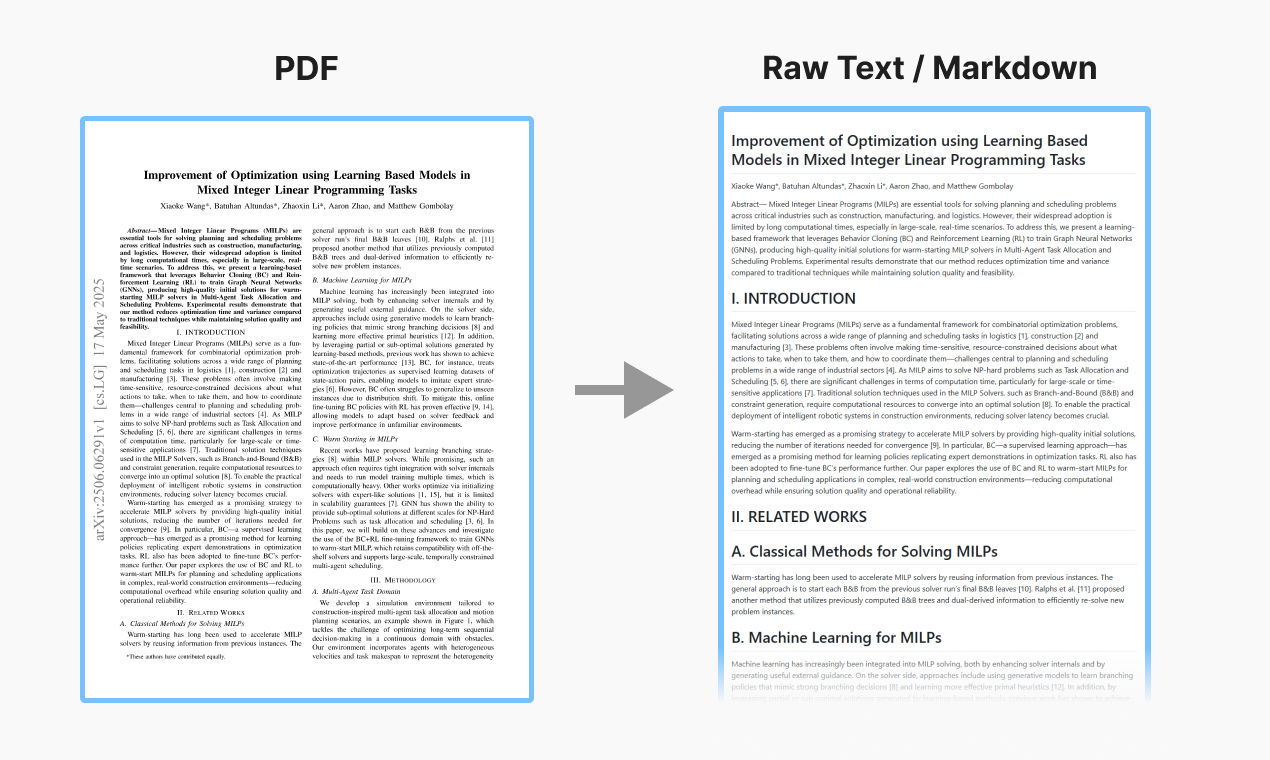 PDF
Improvement of Optimization using Learning Based Models in
Mixed Integer Linear Programming Tasks
Xiaoke Wang*, Batuhan Altundas*, Zhaoxin Li*, Aaron Zhao, and Matthew Gombolay
arXiv:2506.06291v1 [cs.LG] 17 May 2025
Abstract—Mixed Integer Linear Programs (MILPs) are
essential tools for solving planning and scheduling problems
across critical industries such as construction, manufacturing,
and logistics. However, their widespread adoption is limited
by long computational times, especially in large-scale, real-
time scenarios. To address this, we present a learning-based
framework that leverages Behavior Cloning (BC) and Rein-
forcement Learning (RL) to train Graph Neural Networks
(GNNs), producing high-quality initial solutions for warm-
starting MILP solvers in Multi-Agent Task Allocation and
Scheduling Problems. Experimental results demonstrate that
our method reduces optimization time and variance compared
to traditional techniques while maintaining solution quality and
feasibility.
I. INTRODUCTION
Mixed Integer Linear Programs (MILPs) serve as a fun-
damental framework for combinatorial optimization prob-
lems, facilitating solutions across a wide range of planning
and scheduling tasks in logistics [1], construction [2] and
manufacturing [3]. These problems often involve making
time-sensitive, resource-constrained decisions about what
actions to take, when to take them, and how to coordinate
them—challenges central to planning and scheduling prob-
lems in a wide range of industrial sectors [4]. As MILP
aims to solve NP-hard problems such as Task Allocation and
Scheduling [5, 6], there are significant challenges in terms
of computation time, particularly for large-scale or time-
sensitive applications [7]. Traditional solution techniques
used in the MILP Solvers, such as Branch-and-Bound (B&B)
and constraint generation, require computational resources to
converge into an optimal solution [8]. To enable the practical
deployment of intelligent robotic systems in construction
environments, reducing solver latency becomes crucial.
Warm-starting has emerged as a promising strategy to
accelerate MILP solvers by providing high-quality initial
solutions, reducing the number of iterations needed for
convergence [9]. In particular, BC—a supervised learning
approach—has emerged as a promising method for learning
policies replicating expert demonstrations in optimization
tasks. RL also has been adopted to fine-tune BC's perfor-
mance further. Our paper explores the use of BC and RL to
warm-start MILPs for planning and scheduling applications
in complex, real-world construction environments—reducing
computational overhead while ensuring solution quality and
operational reliability.
II. RELATED WORKS
A. Classical Methods for Solving MILPs
Warm-starting has long been used to accelerate MILP
solvers by reusing information from previous instances. The
*These authors have contributed equally.
general approach is to start each B&B from the previous
solver run's final B&B leaves [10]. Ralphs et al. [11]
proposed another method that utilizes previously computed
B&B trees and dual-derived information to efficiently re-
solve new problem instances.
B. Machine Learning for MILPs
Machine learning has increasingly been integrated into
MILP solving, both by enhancing solver internals and by
generating useful external guidance. On the solver side,
approaches include using generative models to learn branch-
ing policies that mimic strong branching decisions [8] and
learning more effective primal heuristics [12]. In addition,
by leveraging partial or sub-optimal solutions generated by
learning-based methods, previous work has shown to achieve
state-of-the-art performance [13]. BC, for instance, treats
optimization trajectories as supervised learning datasets of
state-action pairs, enabling models to imitate expert strate-
gies [6]. However, BC often struggles to generalize to unseen
instances due to distribution shift. To mitigate this, online
fine-tuning BC policies with RL has proven effective [9, 14],
allowing models to adapt based on solver feedback and
improve performance in unfamiliar environments.
C. Warm Starting in MILPs
Recent works have proposed learning branching strate-
gies [8] within MILP solvers. While promising, such an
approach often requires tight integration with solver internals
and needs to run model training multiple times, which is
computationally heavy. Other works optimize via initializing
solvers with expert-like solutions [1, 15], but it is limited
in scalability guarantees [7]. GNN has shown the ability to
provide sub-optimal solutions at different scales for NP-Hard
Problems such as task allocation and scheduling [3, 6]. In
this paper, we will build on these advances and investigate
the use of the BC+RL finetuning framework to train GNNs
to warm-start MILP, which retains compatibility with off-the-
shelf solvers and supports large-scale, temporally constrained
multi-agent scheduling.
III. METHODOLOGY
A. Multi-Agent Task Domain
We develop a simulation environment tailored to
construction-inspired multi-agent task allocation and motion
planning scenarios, an example shown in Figure 1, which
tackles the challenge of optimizing long-term sequential
decision-making in a continuous domain with obstacles.
Our environment incorporates agents with heterogeneous
velocities and task makespan to represent the heterogeneity
Raw Text / Markdown
Improvement of Optimization using Learning Based
Models in Mixed Integer Linear Programming Tasks
Xiaoke Wang*, Batuhan Altundas*, Zhaoxin Li*, Aaron Zhao, and Matthew Gombolay
Abstract— Mixed Integer Linear Programs (MILPs) are essential tools for solving planning and scheduling problems
across critical industries such as construction, manufacturing, and logistics. However, their widespread adoption is
limited by long computational times, especially in large-scale, real-time scenarios. To address this, we present a learning-
based framework that leverages Behavior Cloning (BC) and Reinforcement Learning (RL) to train Graph Neural Networks
(GNNs), producing high-quality initial solutions for warm-starting MILP solvers in Multi-Agent Task Allocation and
Scheduling Problems. Experimental results demonstrate that our method reduces optimization time and variance
compared to traditional techniques while maintaining solution quality and feasibility.
I. INTRODUCTION
Mixed Integer Linear Programs (MILPs) serve as a fundamental framework for combinatorial optimization problems,
facilitating solutions across a wide range of planning and scheduling tasks in logistics [1], construction [2] and
manufacturing [3]. These problems often involve making time-sensitive, resource-constrained decisions about what
actions to take, when to take them, and how to coordinate them—challenges central to planning and scheduling
problems in a wide range of industrial sectors [4]. As MILP aims to solve NP-hard problems such as Task Allocation and
Scheduling [5, 6], there are significant challenges in terms of computation time, particularly for large-scale or time-
sensitive applications [7]. Traditional solution techniques used in the MILP Solvers, such as Branch-and-Bound (B&B) and
constraint generation, require computational resources to converge into an optimal solution [8]. To enable the practical
deployment of intelligent robotic systems in construction environments, reducing solver latency becomes crucial.
Warm-starting has emerged as a promising strategy to accelerate MILP solvers by providing high-quality initial solutions,
reducing the number of iterations needed for convergence [9]. In particular, BC—a supervised learning approach—has
emerged as a promising method for learning policies replicating expert demonstrations in optimization tasks. RL also has
been adopted to fine-tune BC's performance further. Our paper explores the use of BC and RL to warm-start MILPs for
planning and scheduling applications in complex, real-world construction environments—reducing computational
overhead while ensuring solution quality and operational reliability.
II. RELATED WORKS
A. Classical Methods for Solving MILPs
Warm-starting has long been used to accelerate MILP solvers by reusing information from previous instances. The
general approach is to start each B&B from the previous solver run's final B&B leaves [10]. Ralphs et al. [11] proposed
another method that utilizes previously computed B&B trees and dual-derived information to efficiently re-solve new
problem instances.
B. Machine Learning for MILPs
Machine learning has increasingly been integrated into MILP solving, both by enhancing solver internals and by
generating useful external guidance. On the solver side, approaches include using generative models to learn branching
policies that mimic strong branching decisions [8] and learning more effective primal heuristics [12]. In addition, by